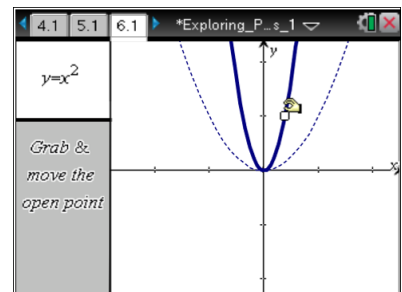 4.1 5.1 6.1 *Exploring_P...s_1
y=x²
Grab &
move the
open point
y
x